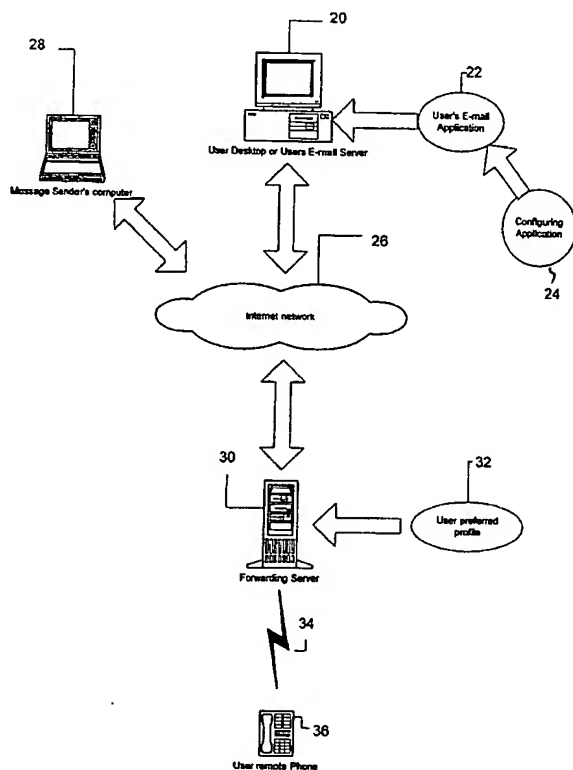 20
28
22
User's E-mail
Application
User Desktop or Users E-mail Server
Message Sender's computer
Configuring
Application
24
26
Internet network
30
32
User preferred
profile
Forwarding Server
34
36
User remote Phone